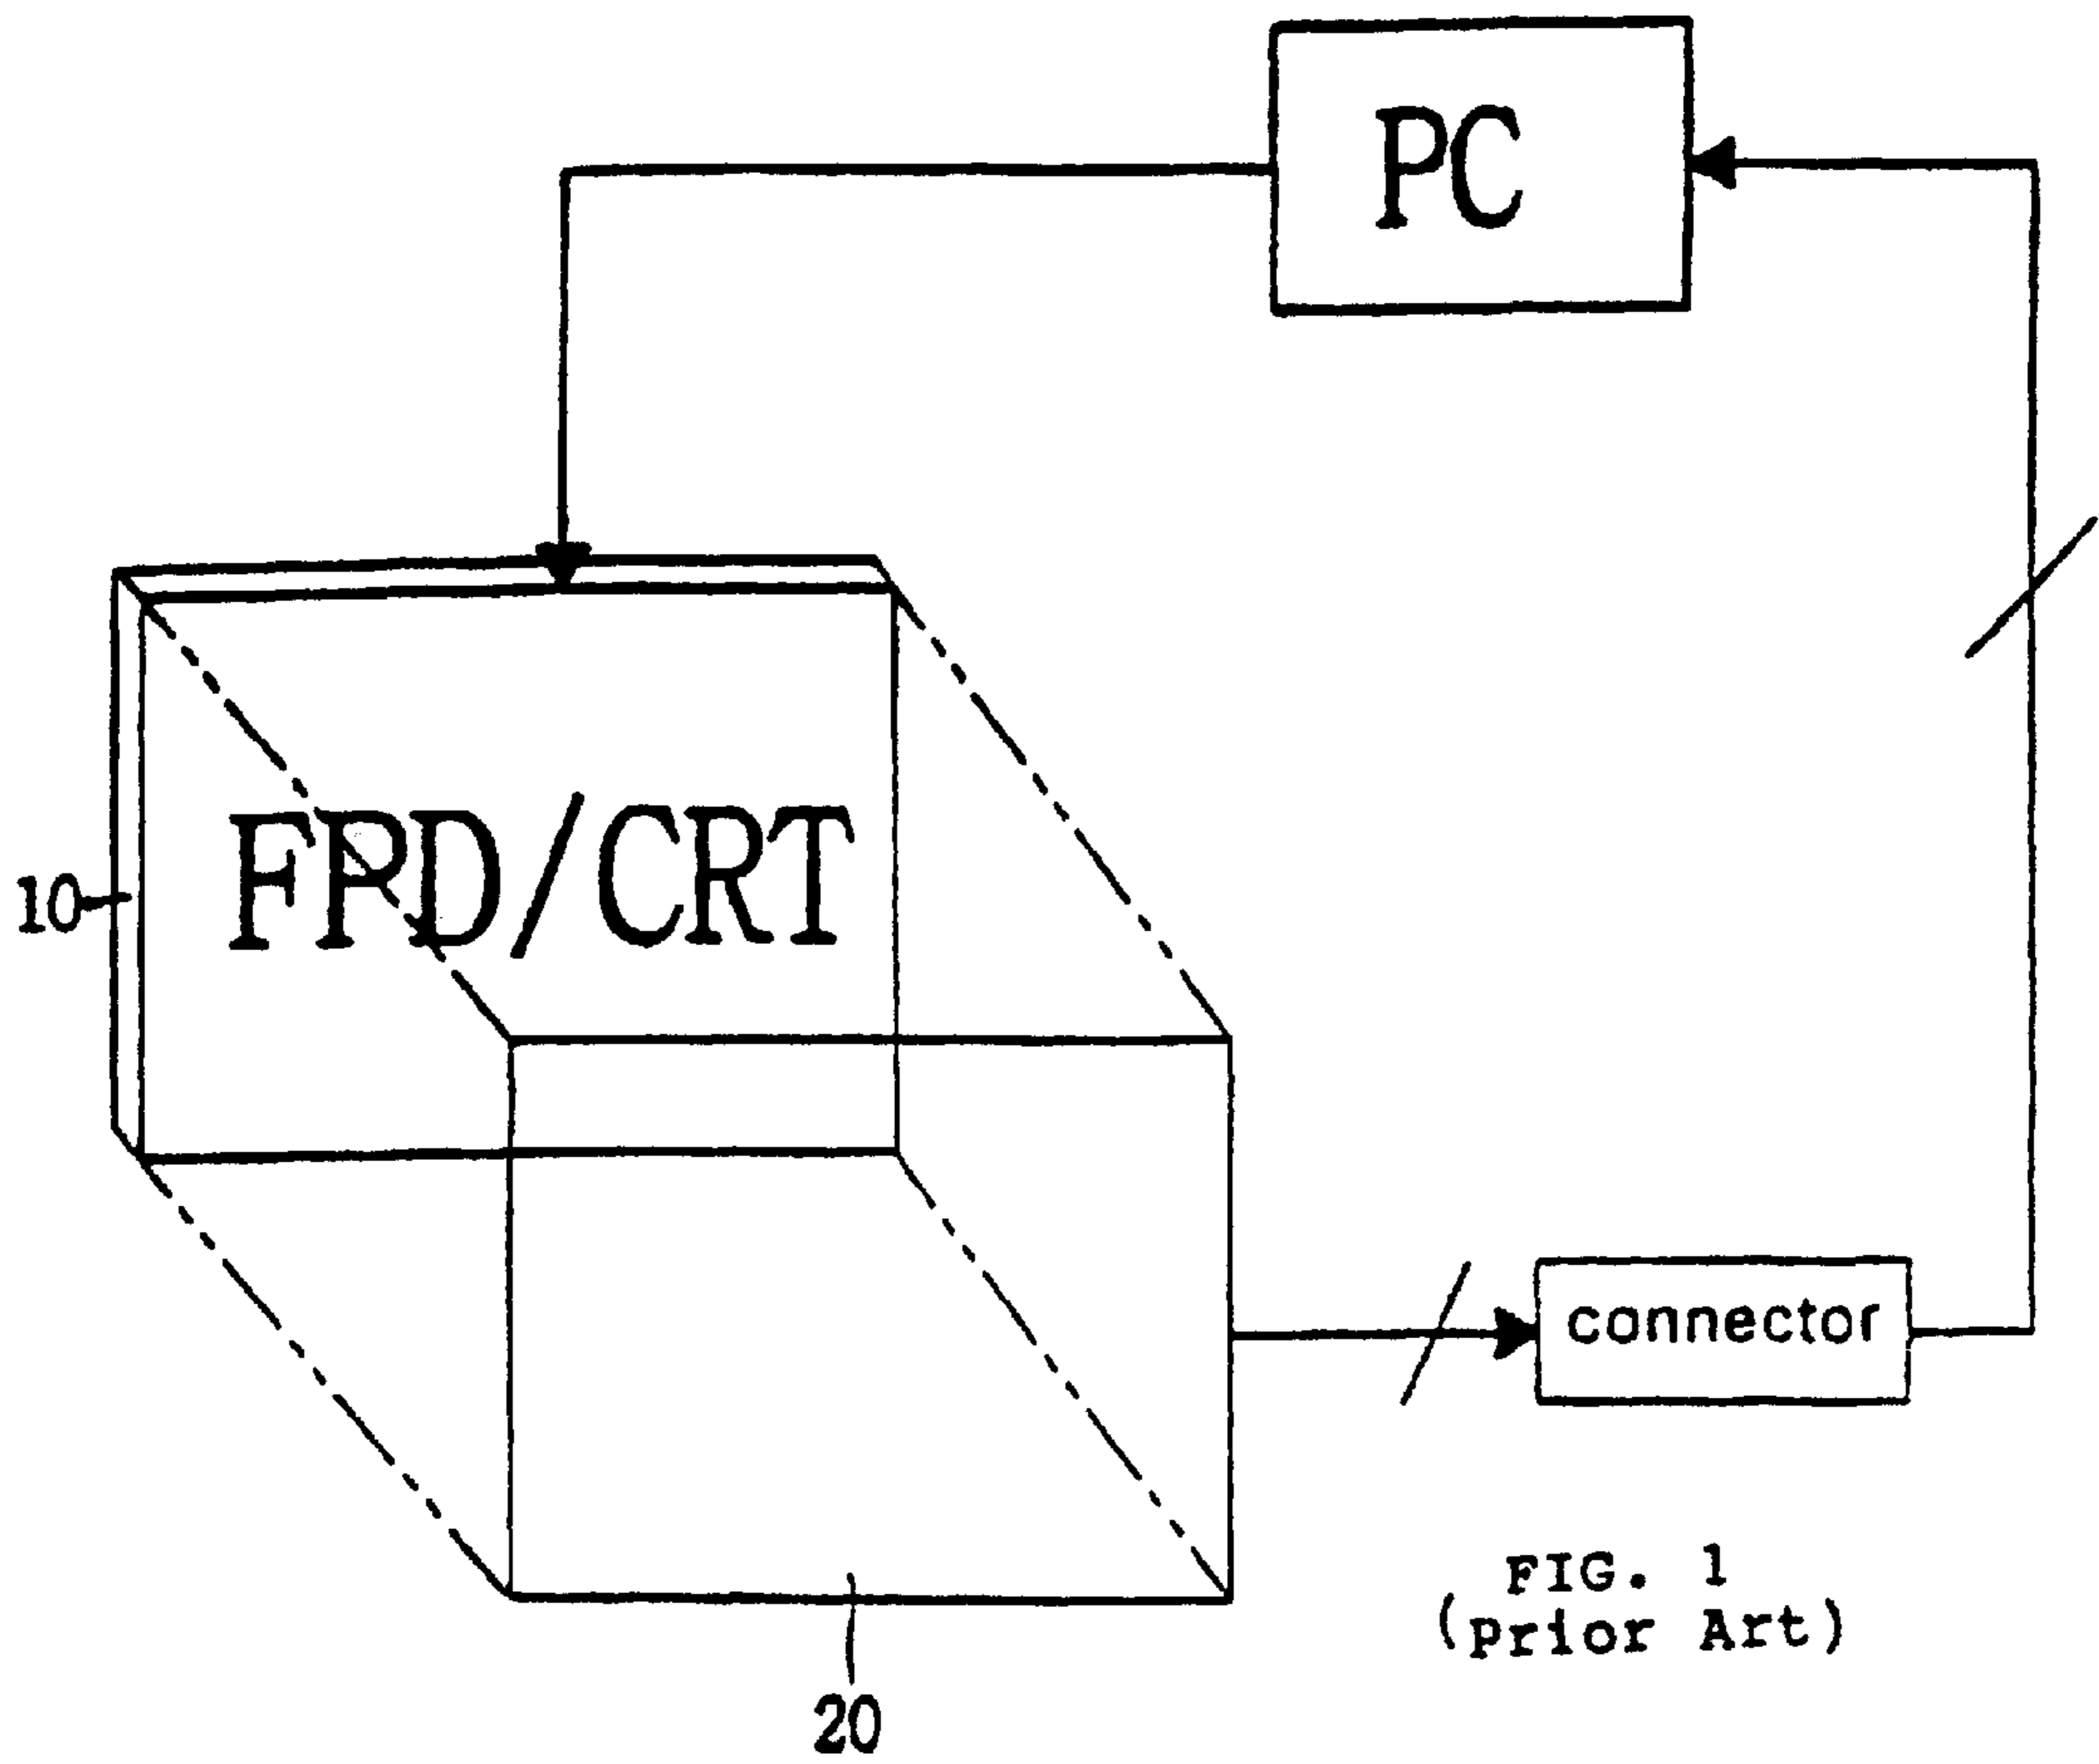 PC
FPD/CRT
10
connector
FIG. 1
(prior Art)
20